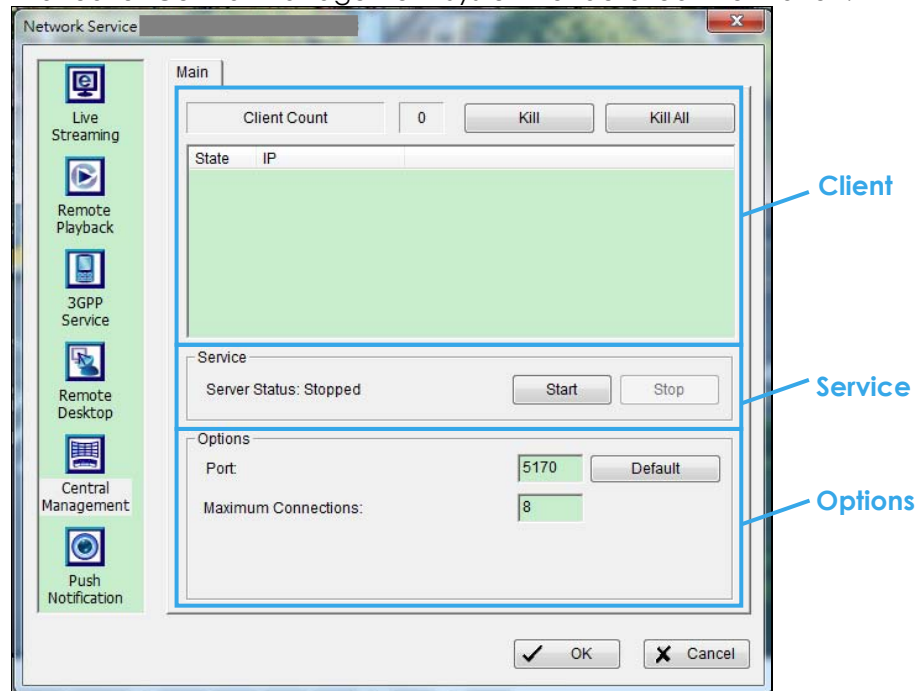 Network Service
Main
Live
Streaming
Remote
Playback
3GPP
Service
Remote
Desktop
Central
Management
Push
Notification
Client Count 0 Kill Kill All
State IP
Client
Service
Server Status: Stopped Start Stop
Service
Options
Port: 5170 Default
Maximum Connections: 8
Options
OK Cancel